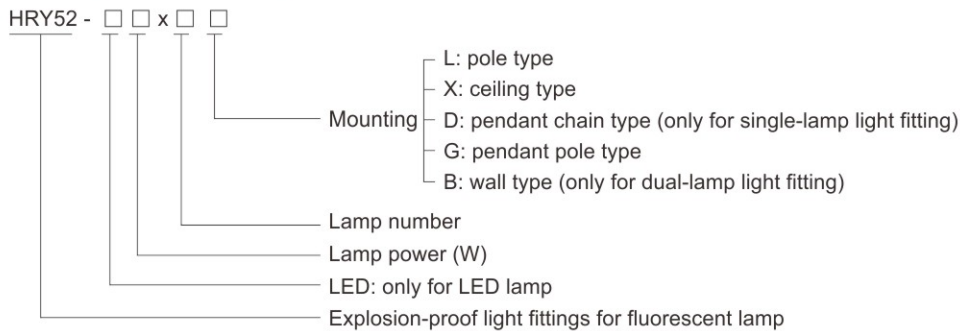 HRY52 - □ □ x □ □
L: pole type
X: ceiling type
Mounting
D: pendant chain type (only for single-lamp light fitting)
G: pendant pole type
B: wall type (only for dual-lamp light fitting)
Lamp number
Lamp power (W)
LED: only for LED lamp
Explosion-proof light fittings for fluorescent lamp